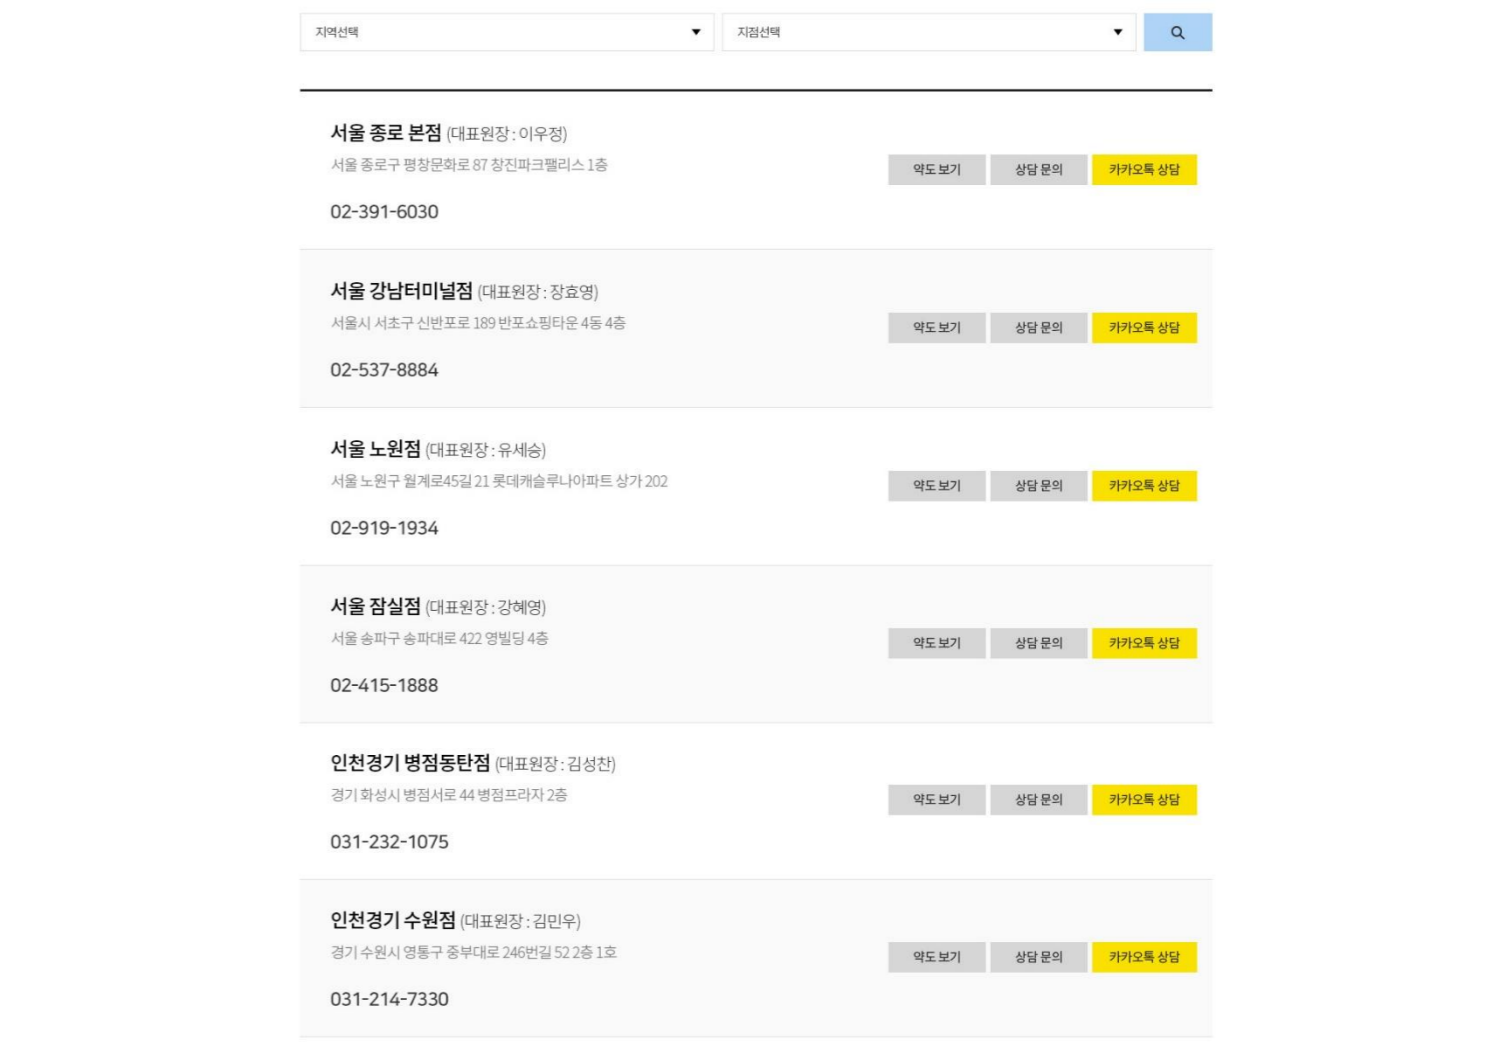 지역선택
지점선택
서울 종로 본점 (대표원장 : 이우정)
서울 종로구 평창문화로 87 창진파크팰리스 1층
02-391-6030
약도 보기
상담 문의
카카오톡 상담
서울 강남터미널점 (대표원장 : 장효영)
서울시 서초구 신반포로 189 반포쇼핑타운 4동 4층
02-537-8884
약도 보기
상담 문의
카카오톡 상담
서울 노원점 (대표원장 : 유세승)
서울 노원구 월계로45길 21 롯데캐슬루나아파트 상가 202
02-919-1934
약도 보기
상담 문의
카카오톡 상담
서울 잠실점 (대표원장 : 강혜영)
서울 송파구 송파대로 422 영빌딩 4층
02-415-1888
약도 보기
상담 문의
카카오톡 상담
인천경기 병점동탄점 (대표원장 : 김성찬)
경기 화성시 병점서로 44 병점프라자 2층
031-232-1075
약도 보기
상담 문의
카카오톡 상담
인천경기 수원점 (대표원장 : 김민우)
경기 수원시 영통구 중부대로 246번길 52 2층 1호
031-214-7330
약도 보기
상담 문의
카카오톡 상담